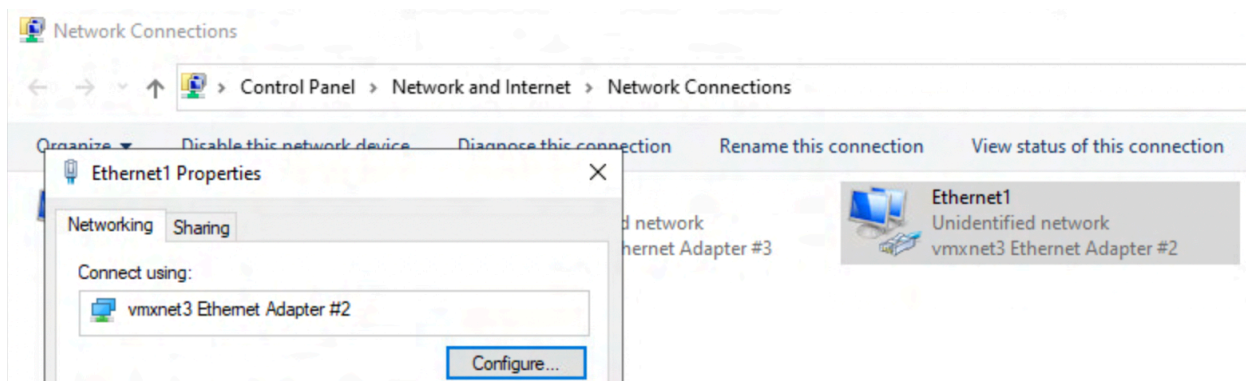 Network Connections
Control Panel > Network and Internet > Network Connections
Organize Disable this network device Diagnose this connection Rename this connection View status of this connection
Ethernet1 Properties
Networking Sharing
Connect using:
vmxnet3 Ethernet Adapter #2
Configure...
network
Adapter #3
Ethernet1
Unidentified network
vmxnet3 Ethernet Adapter #2